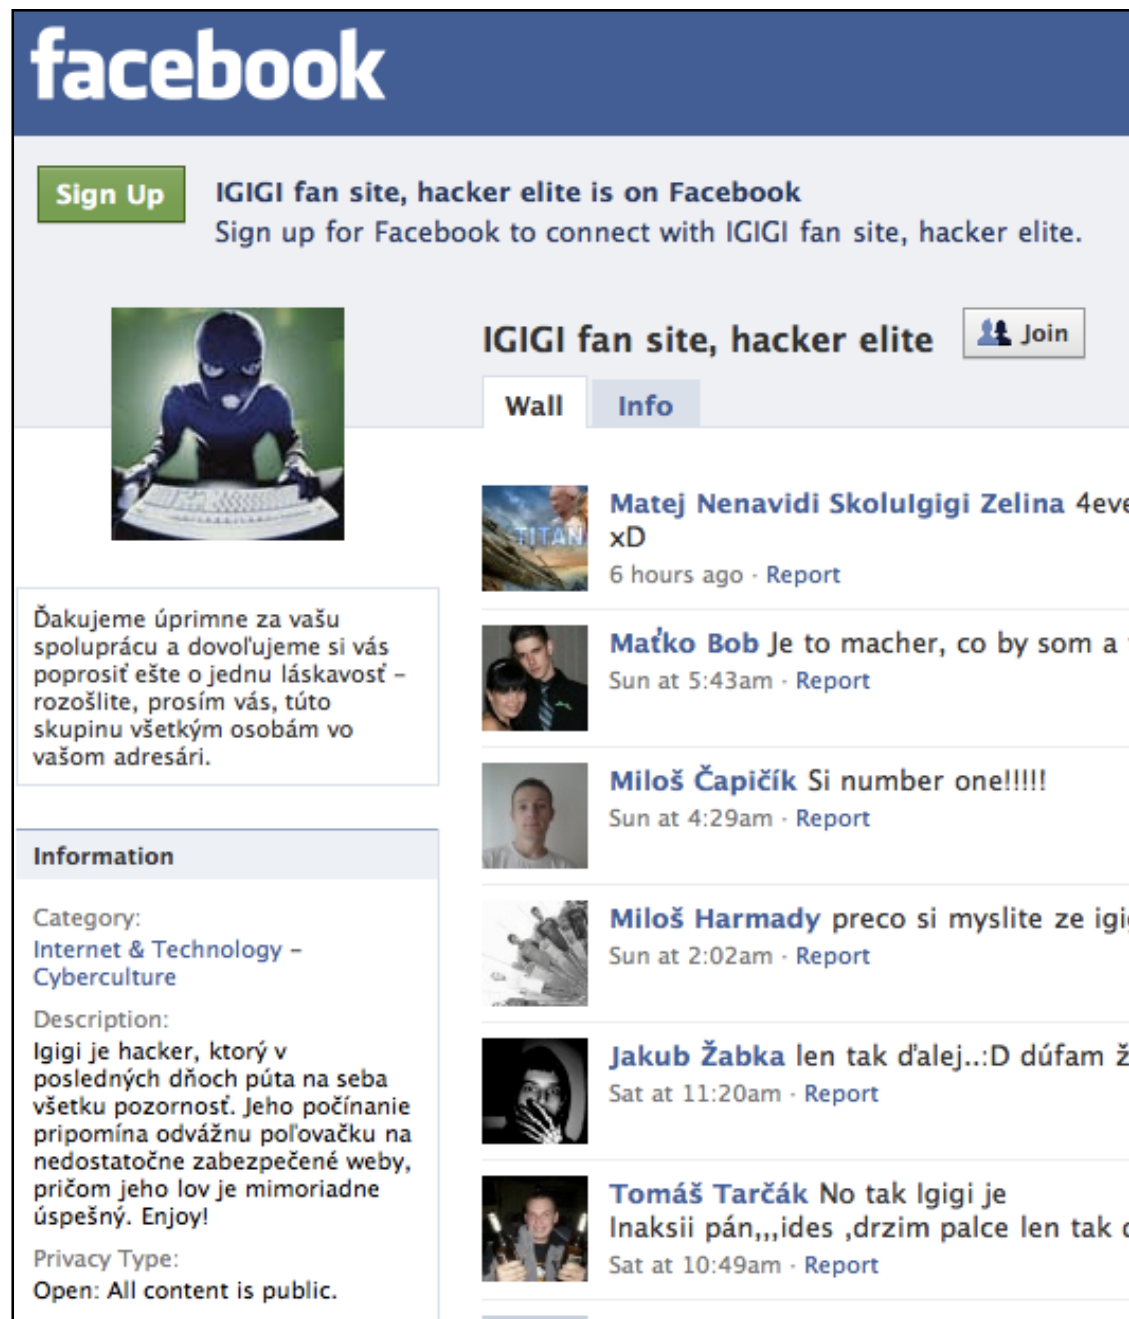 facebook
Sign Up
IGIGI fan site, hacker elite is on Facebook
Sign up for Facebook to connect with IGIGI fan site, hacker elite.
IGIGI fan site, hacker elite
Join
Wall
Info
Ďakujeme úprimne za vašu
spoluprácu a dovoľujeme si vás
poprosiť ešte o jednu láskavosť –
rozošlite, prosím vás, túto
skupinu všetkým osobám vo
vašom adresári.
Information
Category:
Internet & Technology –
Cyberculture
Description:
Igigi je hacker, ktorý v
posledných dňoch púta na seba
všetku pozornosť. Jeho počínanie
pripomína odvážnu poľovačku na
nedostatočne zabezpečené weby,
pričom jeho lov je mimoriadne
úspešný. Enjoy!
Privacy Type:
Open: All content is public.
TITAN
Matej Nenavidi SkoluIgigi Zelina 4eve
xD
6 hours ago · Report
Maťko Bob Je to macher, co by som a
Sun at 5:43am · Report
Miloš Čapičík Si number one!!!!!
Sun at 4:29am · Report
Miloš Harmady preco si myslite ze igi
Sun at 2:02am · Report
Jakub Žabka len tak ďalej..:D dúfam ž
Sat at 11:20am · Report
Tomáš Tarčák No tak Igigi je
Inaksii pán,,,ides ,drzim palce len tak
Sat at 10:49am · Report